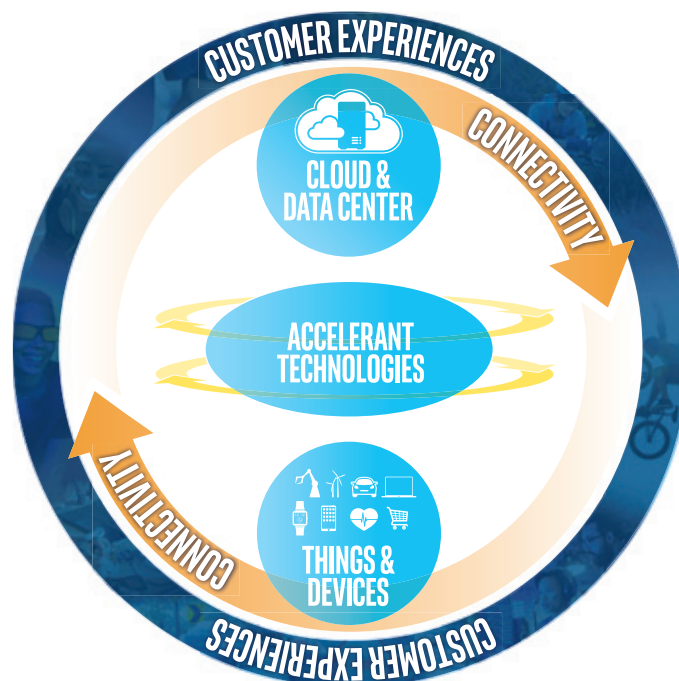 CUSTOMER EXPERIENCES
CONNECTIVITY
CLOUD &
DATA CENTER
ACCELERANT
TECHNOLOGIES
THINGS &
DEVICES
CONNECTIVITY
CUSTOMER EXPERIENCES